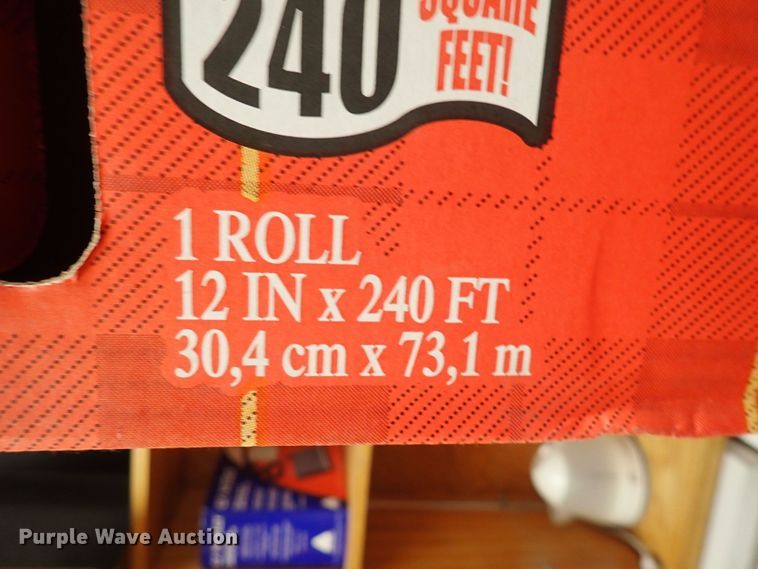 240 SQUARE
FEET!
1 ROLL
12 IN x 240 FT
30,4 cm x 73,1 m
Purple Wave Auction